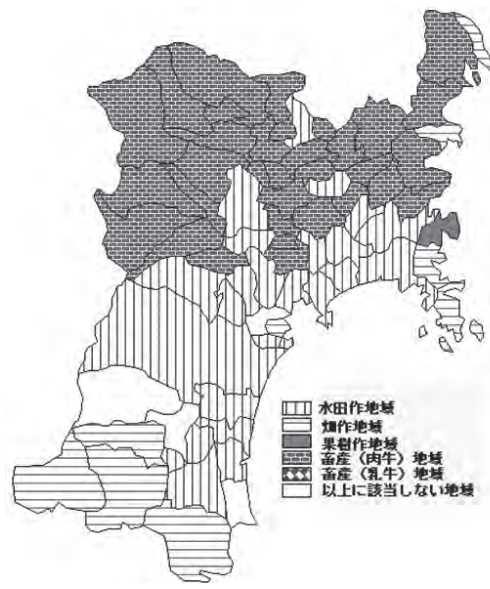 水田作地域
畑作地域
果樹作地域
畜産（肉牛）地域
畜産（乳牛）地域
以上に該当しない地域